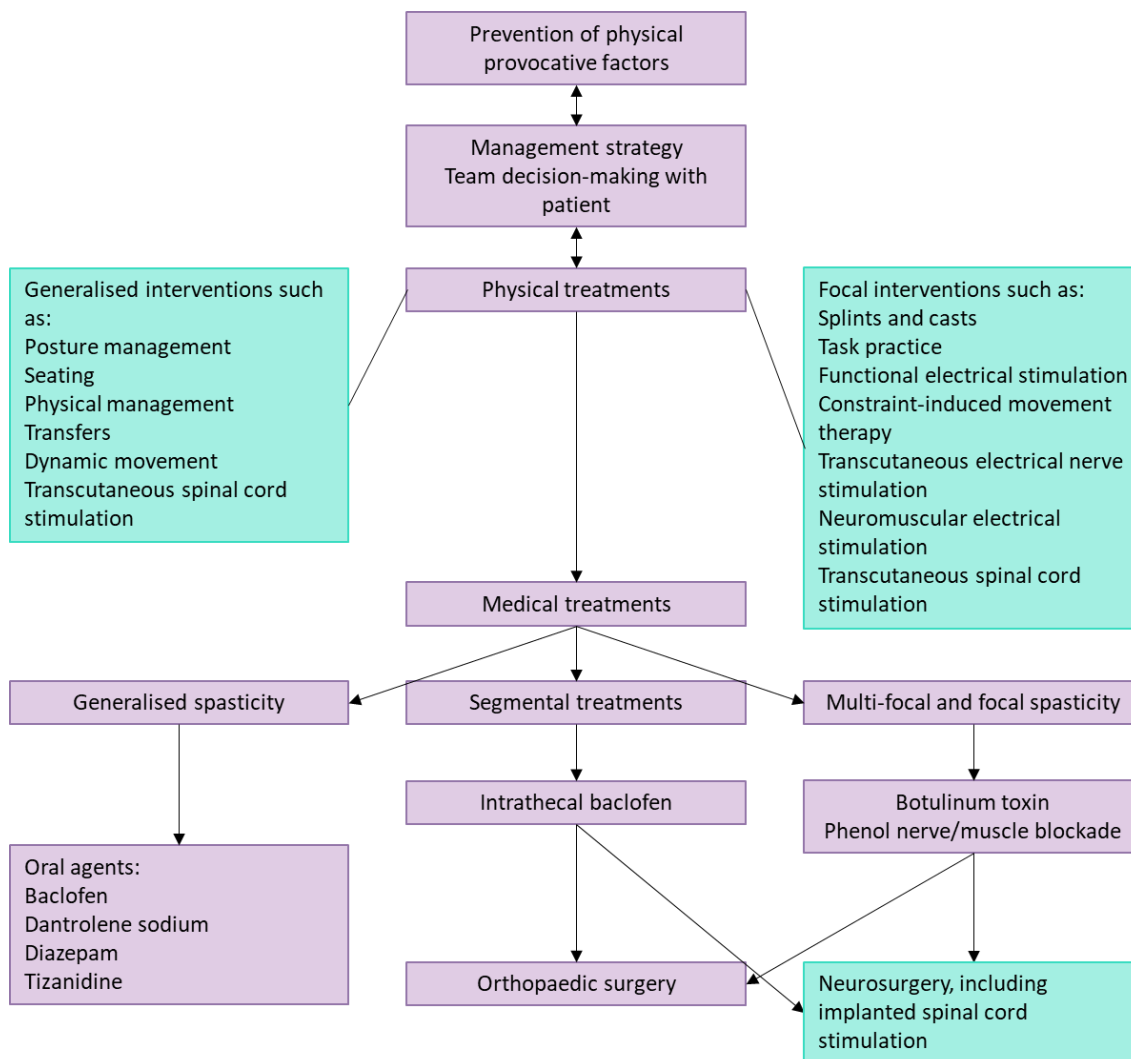 Prevention of physical
provocative factors
Management strategy
Team decision-making with
patient
Physical treatments
Generalised interventions such
as:
Posture management
Seating
Physical management
Transfers
Dynamic movement
Transcutaneous spinal cord
stimulation
Focal interventions such as:
Splints and casts
Task practice
Functional electrical stimulation
Constraint-induced movement
therapy
Transcutaneous electrical nerve
stimulation
Neuromuscular electrical
stimulation
Transcutaneous spinal cord
stimulation
Medical treatments
Generalised spasticity
Segmental treatments
Multi-focal and focal spasticity
Intrathecal baclofen
Botulinum toxin
Phenol nerve/muscle blockade
Oral agents:
Baclofen
Dantrolene sodium
Diazepam
Tizanidine
Orthopaedic surgery
Neurosurgery, including
implanted spinal cord
stimulation